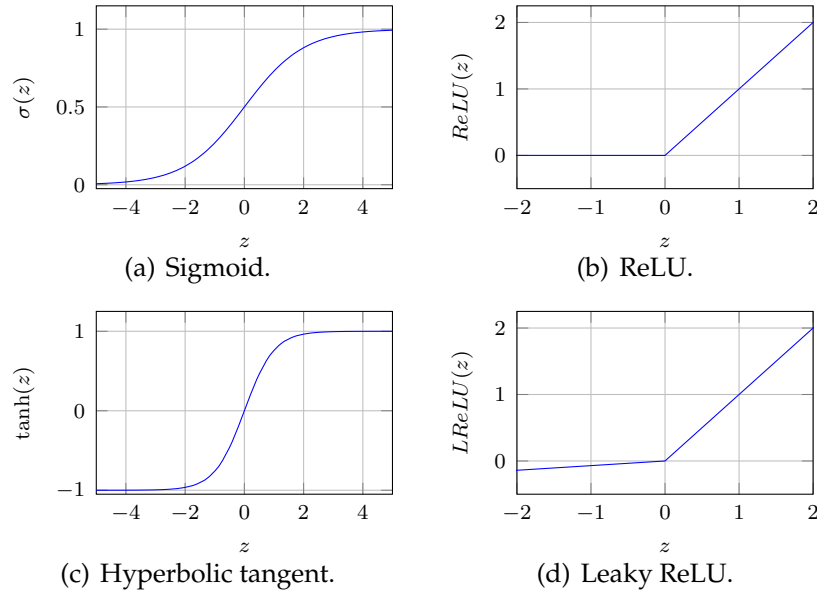 1
0.5
0
σ(z)
−4 −2 0 2 4
z
(a) Sigmoid.
2
1
0
ReLU(z)
−2 −1 0 1 2
z
(b) ReLU.
1
0
−1
tanh(z)
−4 −2 0 2 4
z
(c) Hyperbolic tangent.
2
1
0
LReLU(z)
−2 −1 0 1 2
z
(d) Leaky ReLU.